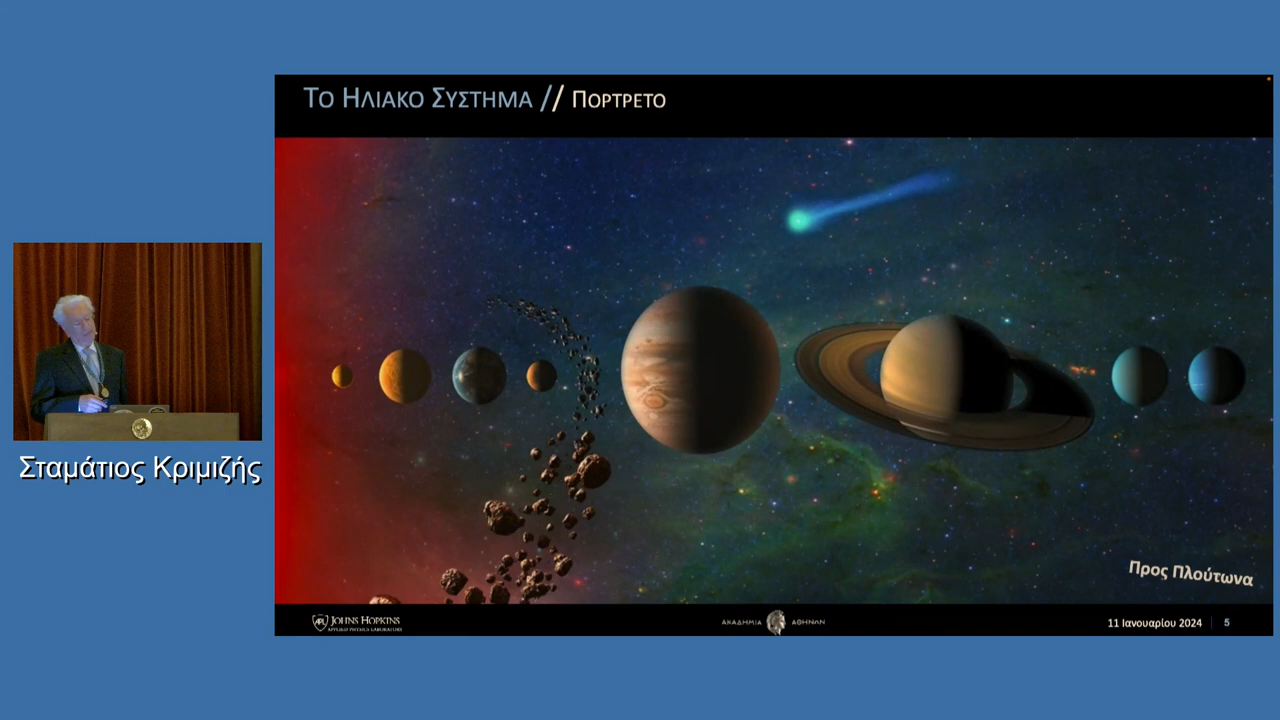 ΤΟ ΗΛΙΑΚΟ ΣΥΣΤΗΜΑ // ΠΟΡΤΡΕΤΟ
Σταμάτιος Κριμιζής
Προς Πλούτωνα
APL JOHNS HOPKINS
APPLIED PHYSICS LABORATORY
ΑΚΑΔΗΜΙΑ ΑΘΗΝΩΝ
11 Ιανουαρίου 2024 5